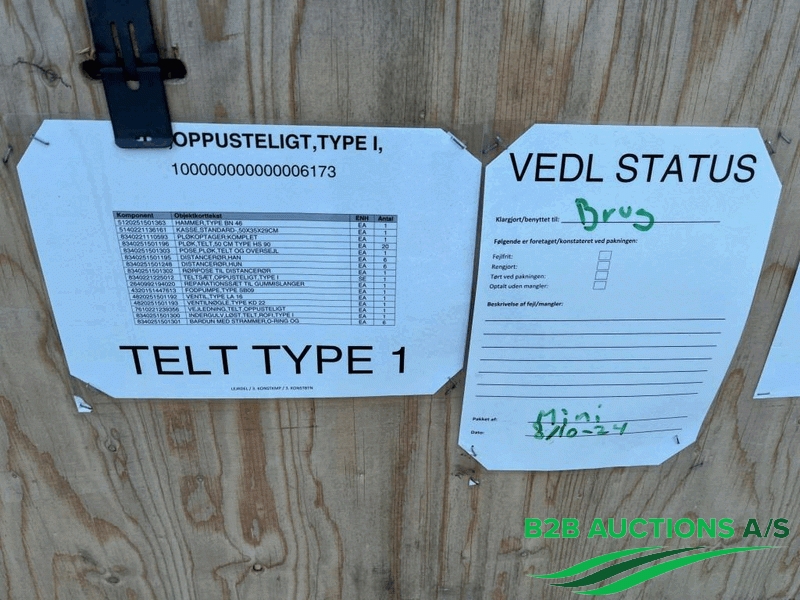 OPPUSTELIGT,TYPE I,
100000000000006173
Komponent Objektkorttekst ENH Antal
5120251501363 HAMMER,TYPE BN 46 EA 1
5140221136161 KASSE,STANDARD-,50X35X29CM EA 1
8340221110593 PLØKOPTAGER:KOMPLET EA 1
8340251501196 PLØK,TELT,50 CM TYPE HS 90 EA 20
8340251501303 POSE,PLØK,TELT OG OVERSEJL EA 1
8340251501195 DISTANCERØR,HAN EA 6
8340251501248 DISTANCERØR,HUN EA 6
8340251501302 RØRPOSE TIL DISTANCERØR EA 1
8340221225012 TELTSÆT,OPPUSTELIGT,TYPE I SE 1
2640992194020 REPARATIONSSÆT TIL GUMMISLANGER EA 1
4320151447813 FODPUMPE,TYPE SB09 EA 1
4820251501192 VENTIL,TYPE LA 16 EA 1
4820251501193 VENTILNØGLE,TYPE KD 22 EA 1
7610221239356 VEJLEDNING,TELT,OPPUSTELIGT EA 1
8340251501300 INDERGULV,LØST,TELT,ROFI,TYPE I EA 1
8340251501301 BARDUN MED STRAMMER,O-RING OG EA 6
TELT TYPE 1
VEDL STATUS
Klargjort/benyttet til: Brug
Følgende er foretaget/konstateret ved pakningen:
Fejlfrit:
Rengjort:
Tørt ved pakningen:
Optalt uden mangler:
Beskrivelse af fejl/mangler:
Pakket af: Mini
Dato: 8/10-24
B2B AUCTIONS A/S